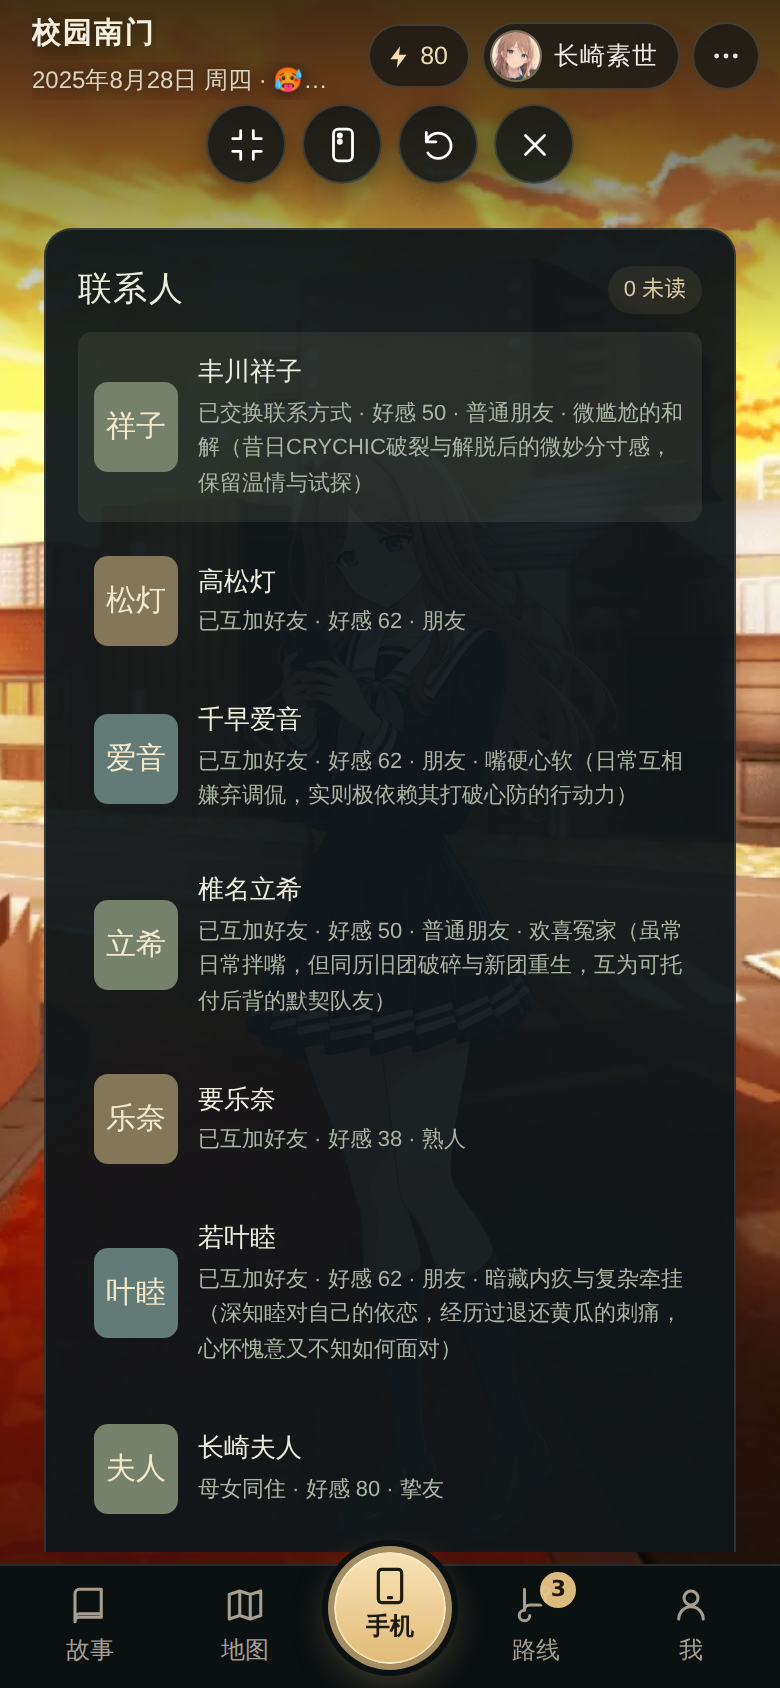 校园南门
2025年8月28日 周四 · 🥵...
80
长崎素世
联系人
0 未读
祥子
丰川祥子
已交换联系方式 · 好感 50 · 普通朋友 · 微尴尬的和
解（昔日CRYCHIC破裂与解脱后的微妙分寸感，
保留温情与试探）
松灯
高松灯
已互加好友 · 好感 62 · 朋友
爱音
千早爱音
已互加好友 · 好感 62 · 朋友 · 嘴硬心软（日常互相
嫌弃调侃，实则极依赖其打破心防的行动力）
立希
椎名立希
已互加好友 · 好感 50 · 普通朋友 · 欢喜冤家（虽常
日常拌嘴，但同历旧团破碎与新团重生，互为可托
付后背的默契队友）
乐奈
要乐奈
已互加好友 · 好感 38 · 熟人
叶睦
若叶睦
已互加好友 · 好感 62 · 朋友 · 暗藏内疚与复杂牵挂
（深知睦对自己的依恋，经历过退还黄瓜的刺痛，
心怀愧意又不知如何面对）
夫人
长崎夫人
母女同住 · 好感 80 · 挚友
故事
地图
手机
3
路线
我